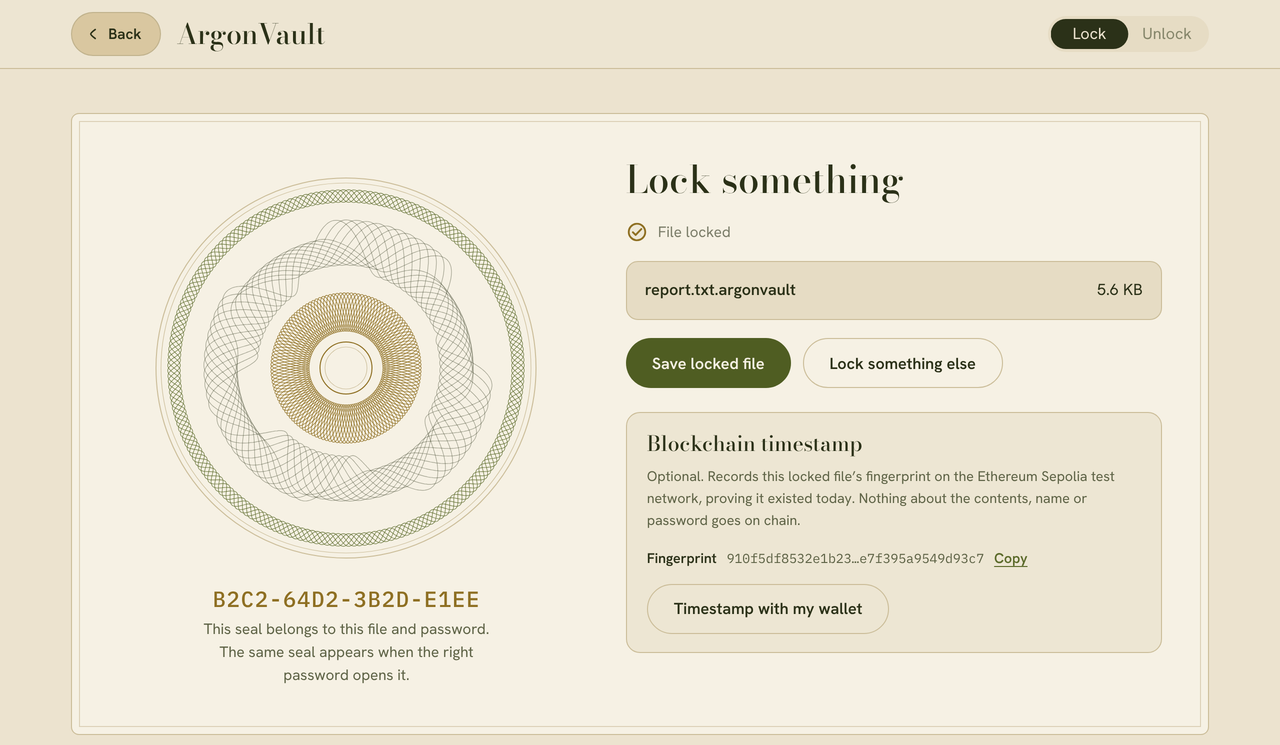 Back
ArgonVault
Lock
Unlock
Lock something
File locked
report.txt.argonvault
5.6 KB
Save locked file
Lock something else
Blockchain timestamp
Optional. Records this locked file’s fingerprint on the Ethereum Sepolia test
network, proving it existed today. Nothing about the contents, name or
password goes on chain.
Fingerprint 910f5df8532e1b23…e7f395a9549d93c7 Copy
Timestamp with my wallet
B2C2-64D2-3B2D-E1EE
This seal belongs to this file and password.
The same seal appears when the right
password opens it.